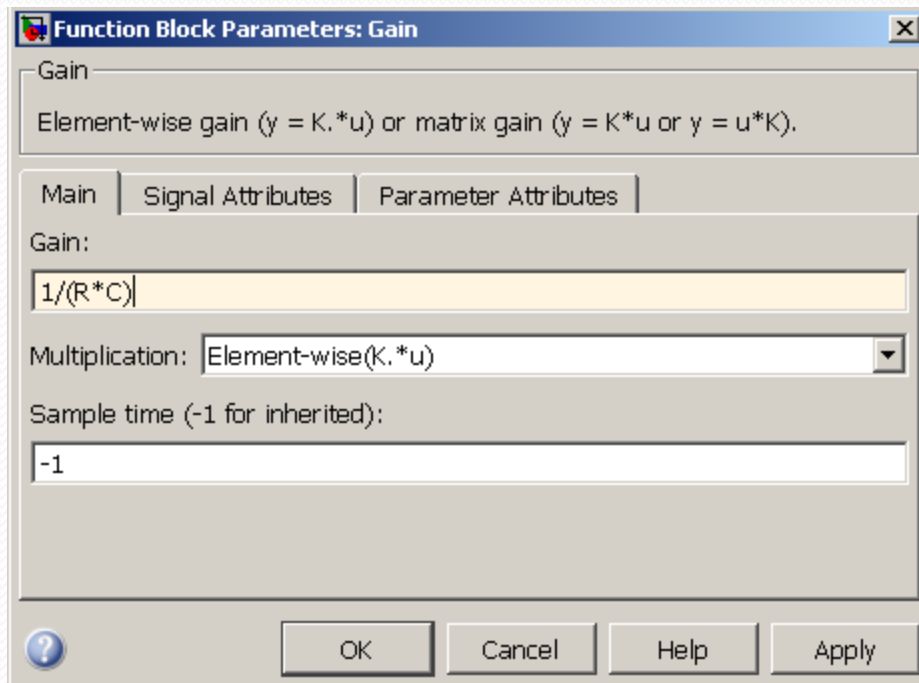 Function Block Parameters: Gain
Gain
Element-wise gain (y = K.*u) or matrix gain (y = K*u or y = u*K).
Main Signal Attributes Parameter Attributes
Gain:
1/(R*C)
Multiplication: Element-wise(K.*u)
Sample time (-1 for inherited):
-1
OK Cancel Help Apply